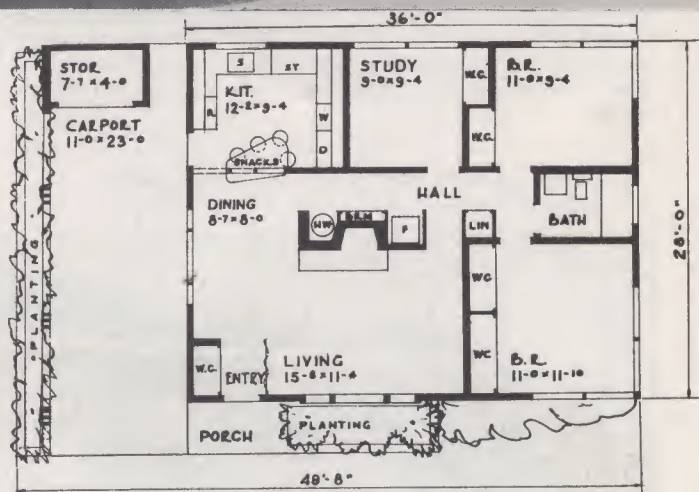 36'-0"
STOR
7-7 x 4-0
CARPORT
11-0 x 23-0
S
ST
KIT.
12-2 x 9-4
R
W
D
SNACKS
STUDY
9-0 x 9-4
W.C.
W.C.
B.R.
11-0 x 9-4
HALL
DINING
8-7 x 8-0
HW
F
LIN
BATH
28'-0"
PLANTING
W.C.
ENTRY
LIVING
15-8 x 11-4
W.C.
WC
B.R.
11-0 x 11-10
PORCH
PLANTING
48'-8"